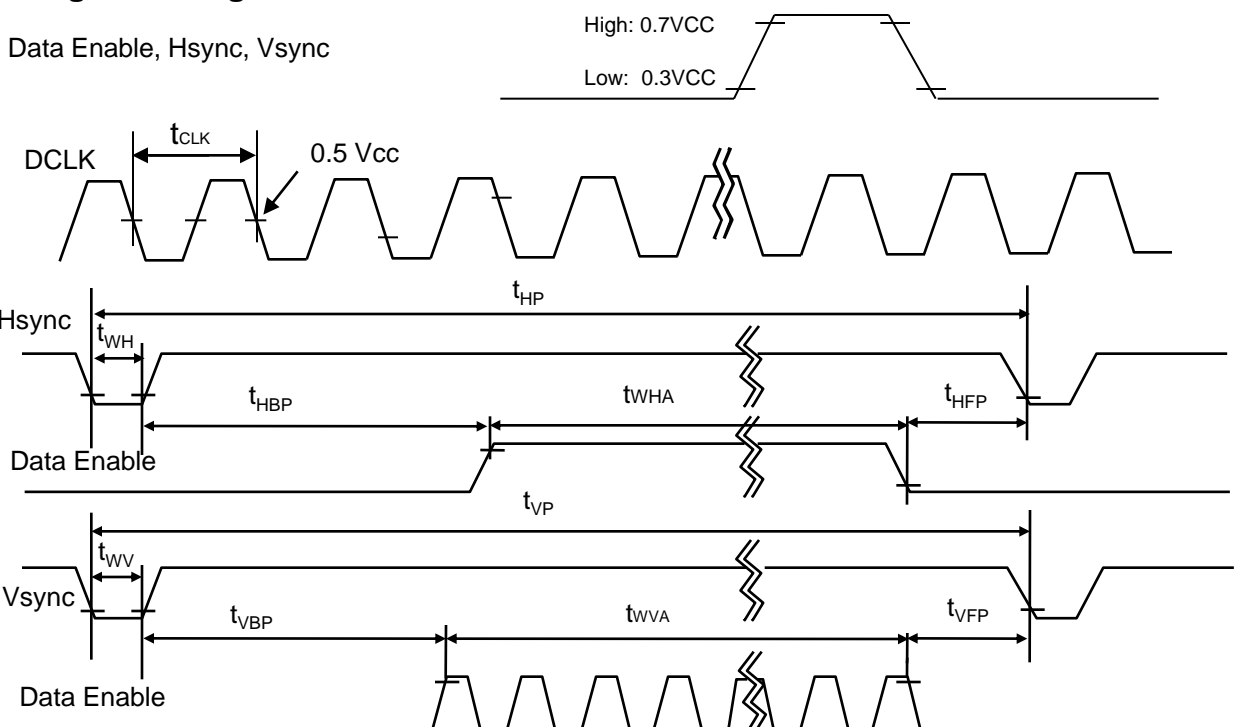 High: 0.7VCC
Data Enable, Hsync, Vsync
Low: 0.3VCC
tCLK
DCLK
0.5 Vcc
tHP
Hsync
tWH
tHBP
tWHA
tHFP
Data Enable
tVP
tWV
Vsync
tVBP
tWVA
tVFP
Data Enable